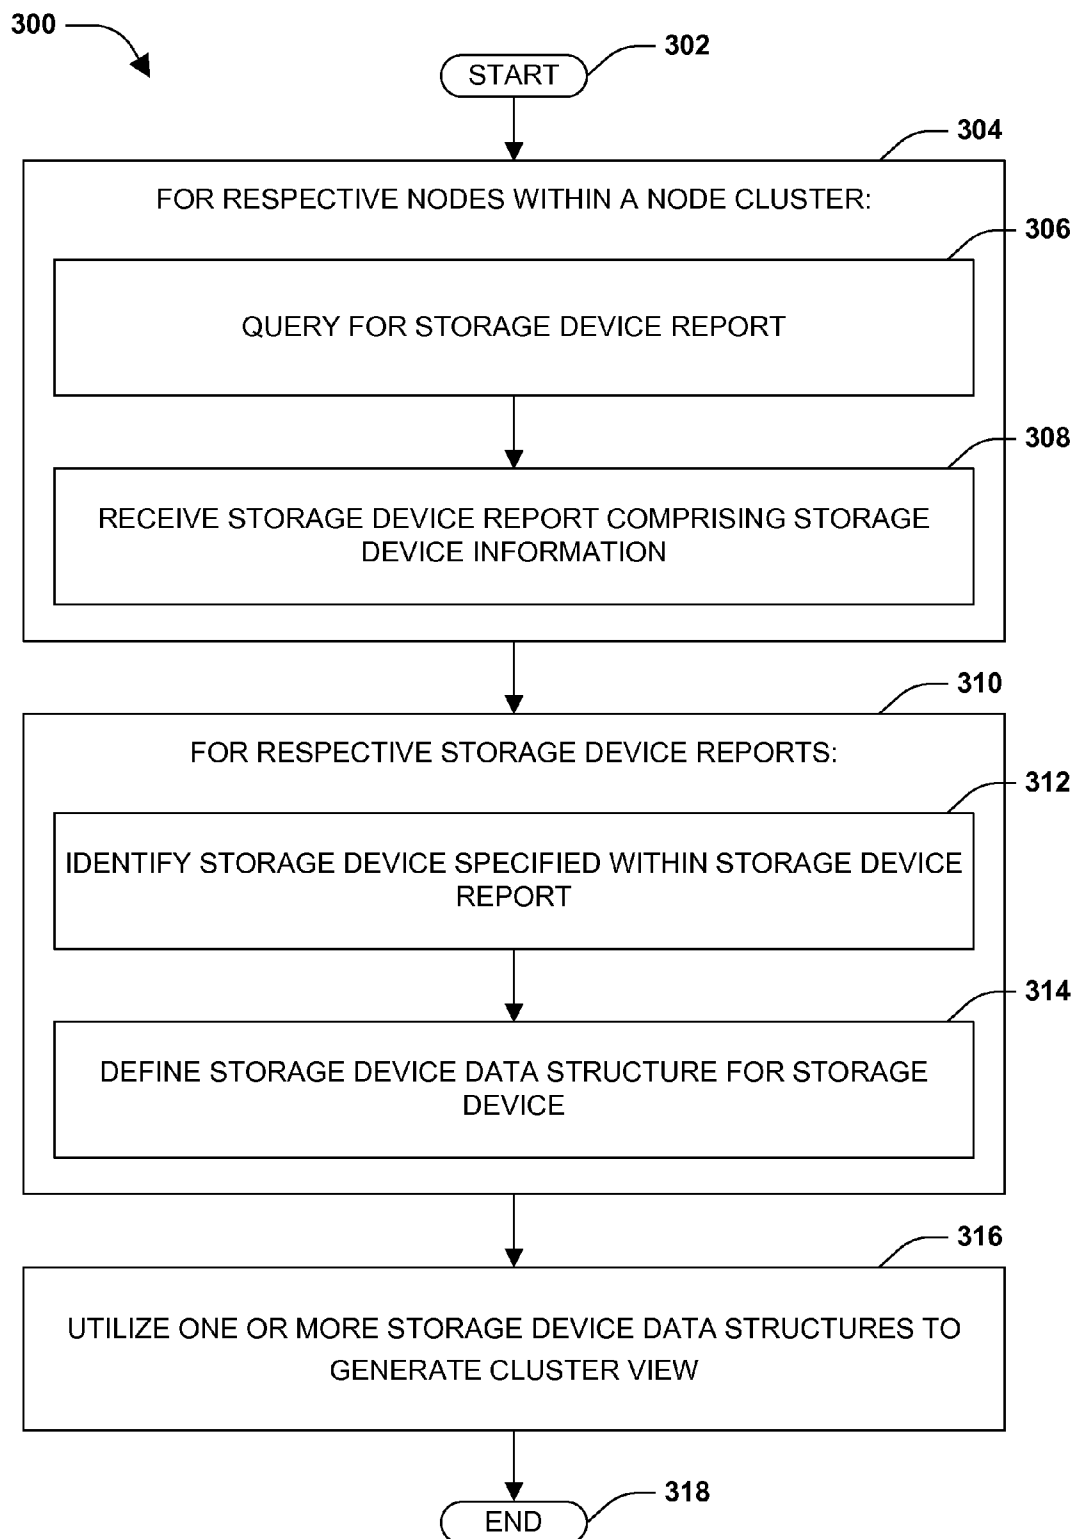 300
302
START
304
FOR RESPECTIVE NODES WITHIN A NODE CLUSTER:
306
QUERY FOR STORAGE DEVICE REPORT
308
RECEIVE STORAGE DEVICE REPORT COMPRISING STORAGE
DEVICE INFORMATION
310
FOR RESPECTIVE STORAGE DEVICE REPORTS:
312
IDENTIFY STORAGE DEVICE SPECIFIED WITHIN STORAGE DEVICE
REPORT
314
DEFINE STORAGE DEVICE DATA STRUCTURE FOR STORAGE
DEVICE
316
UTILIZE ONE OR MORE STORAGE DEVICE DATA STRUCTURES TO
GENERATE CLUSTER VIEW
318
END